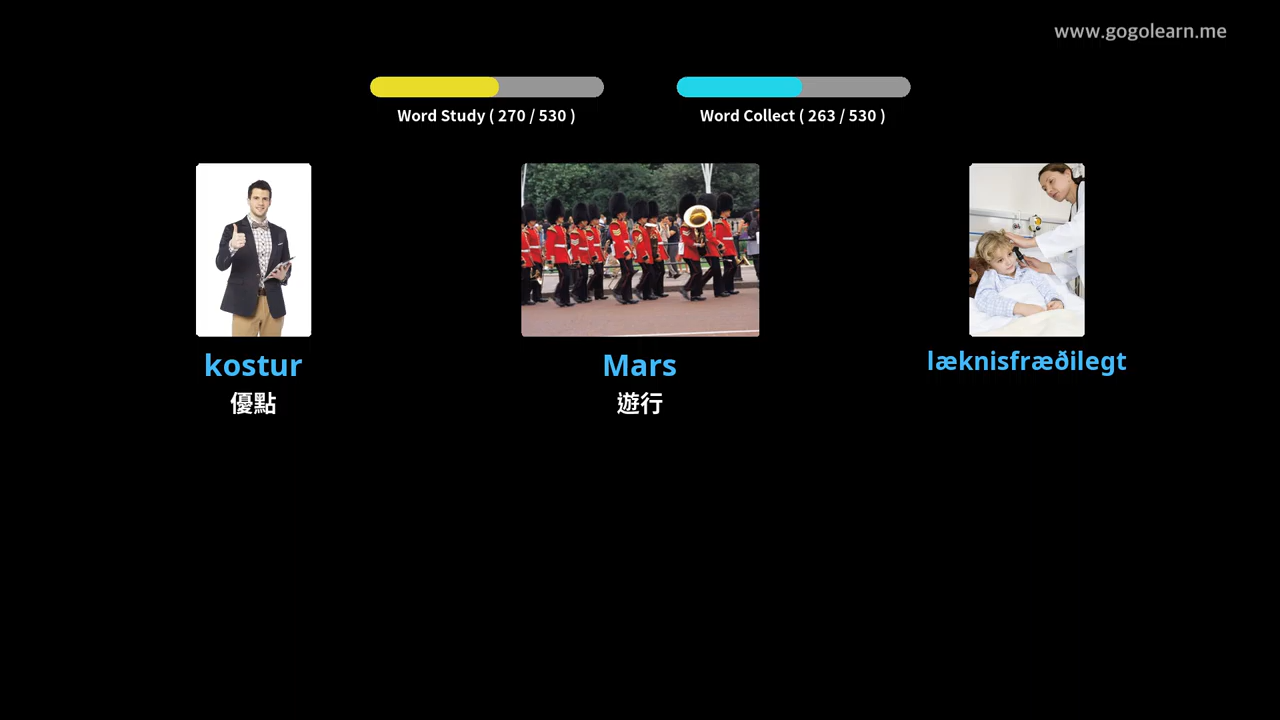 www.gogolearn.me
Word Study ( 270 / 530 )
Word Collect ( 263 / 530 )
kostur
優點
Mars
遊行
læknisfræðilegt